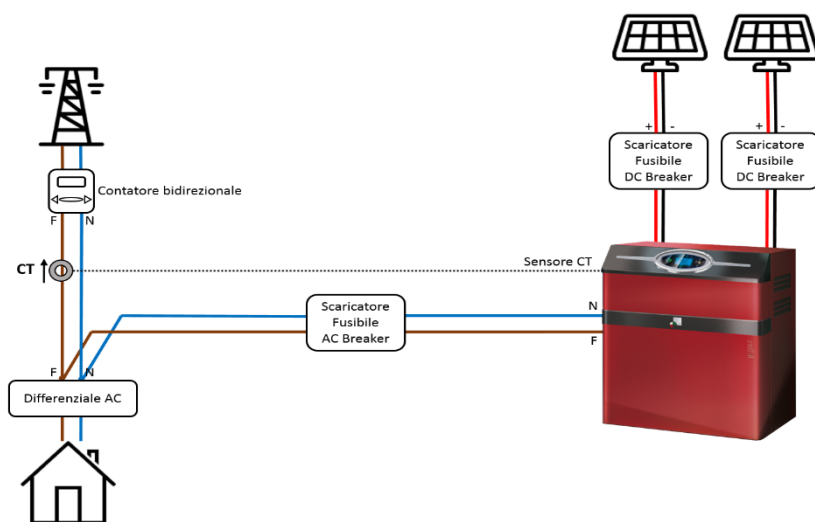 + -
+ -
Scaricatore
Fusibile
DC Breaker
Scaricatore
Fusibile
DC Breaker
Contatore bidirezionale
F N
CT
Sensore CT
N
F
Scaricatore
Fusibile
AC Breaker
F N
Differenziale AC